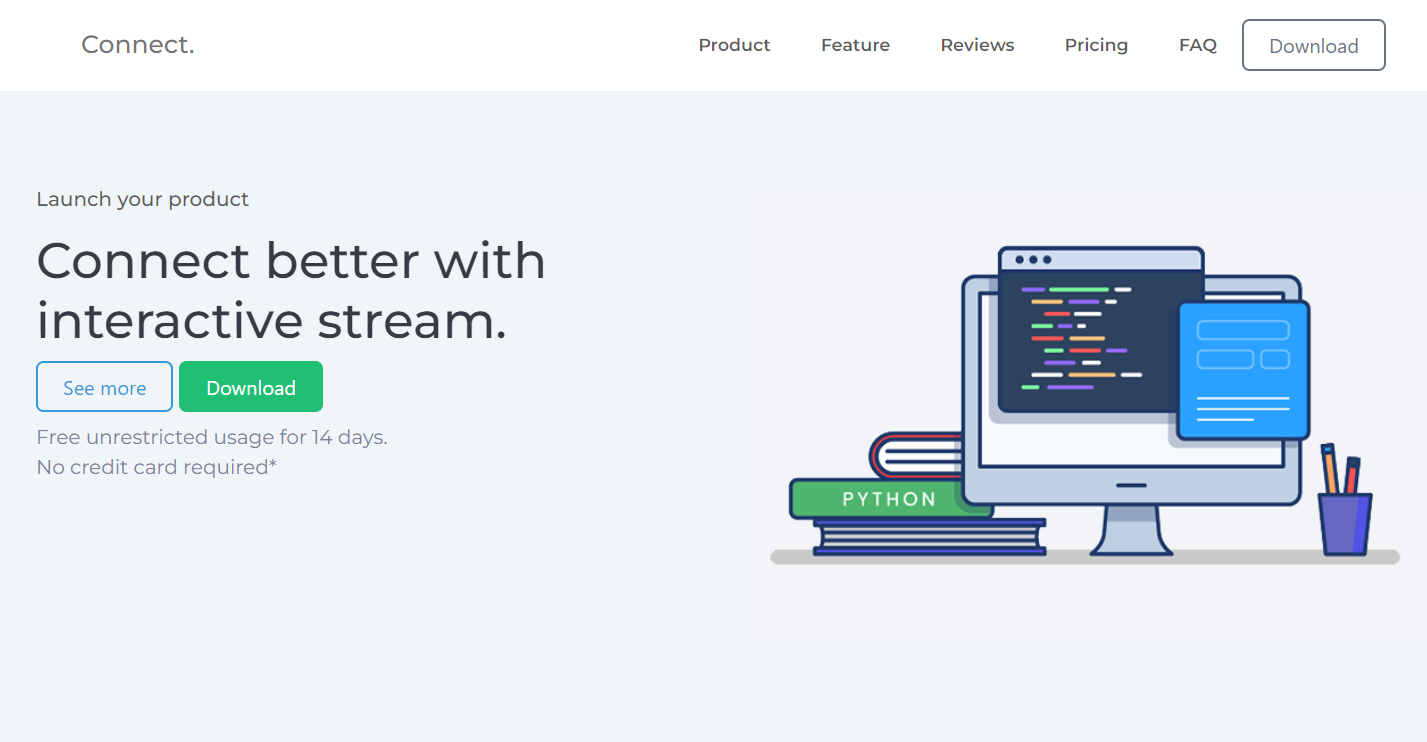 Connect.
Product Feature Reviews Pricing FAQ Download
Launch your product
Connect better with
interactive stream.
See more Download
Free unrestricted usage for 14 days.
No credit card required*
PYTHON